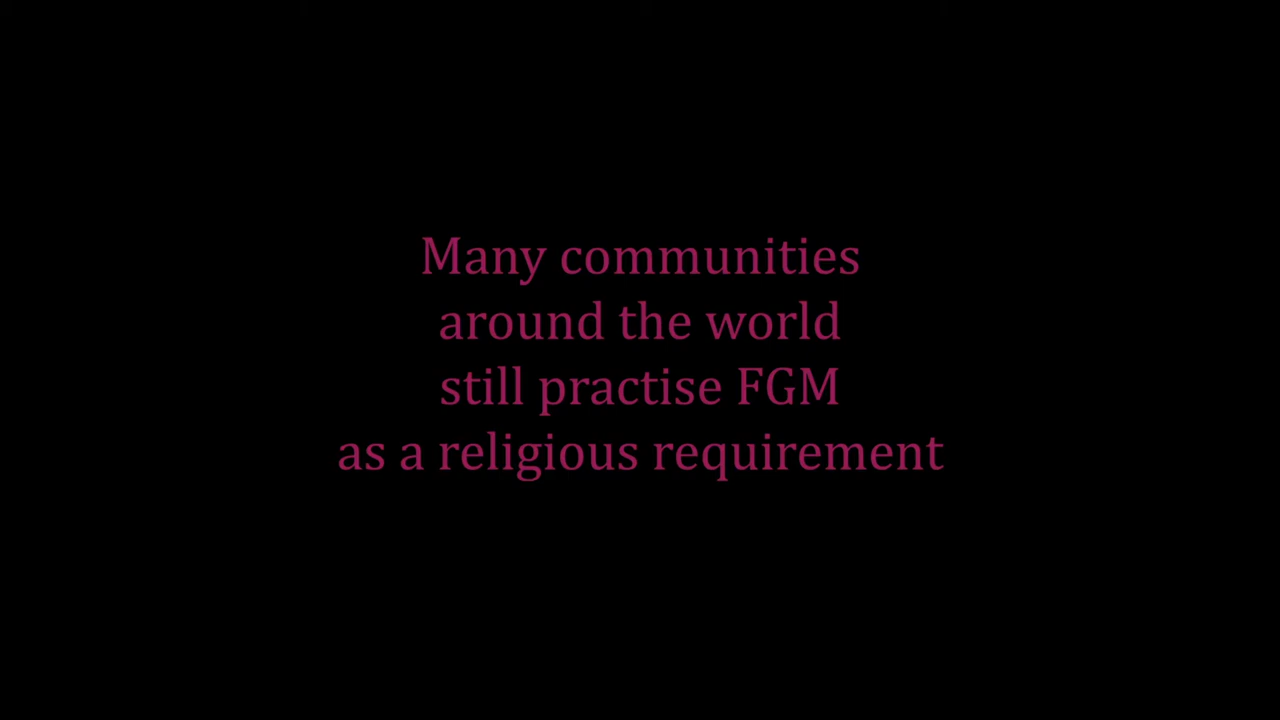 Many communities
around the world
still practise FGM
as a religious requirement